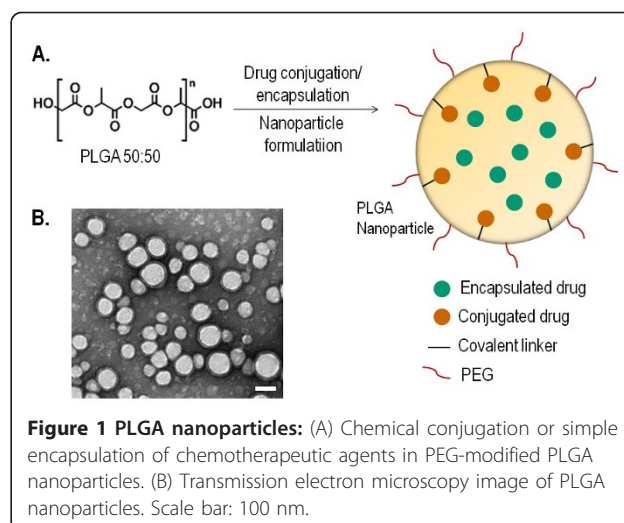 A.
HO
O
O
O
O
O
O
O
O
n
OH
PLGA 50:50
Drug conjugation/
encapsulation
Nanoparticle
formulatiion
PLGA
Nanoparticle
B.
Encapsulated drug
Conjugated drug
Covalent linker
PEG
Figure 1 PLGA nanoparticles: (A) Chemical conjugation or simple
encapsulation of chemotherapeutic agents in PEG-modified PLGA
nanoparticles. (B) Transmission electron microscopy image of PLGA
nanoparticles. Scale bar: 100 nm.